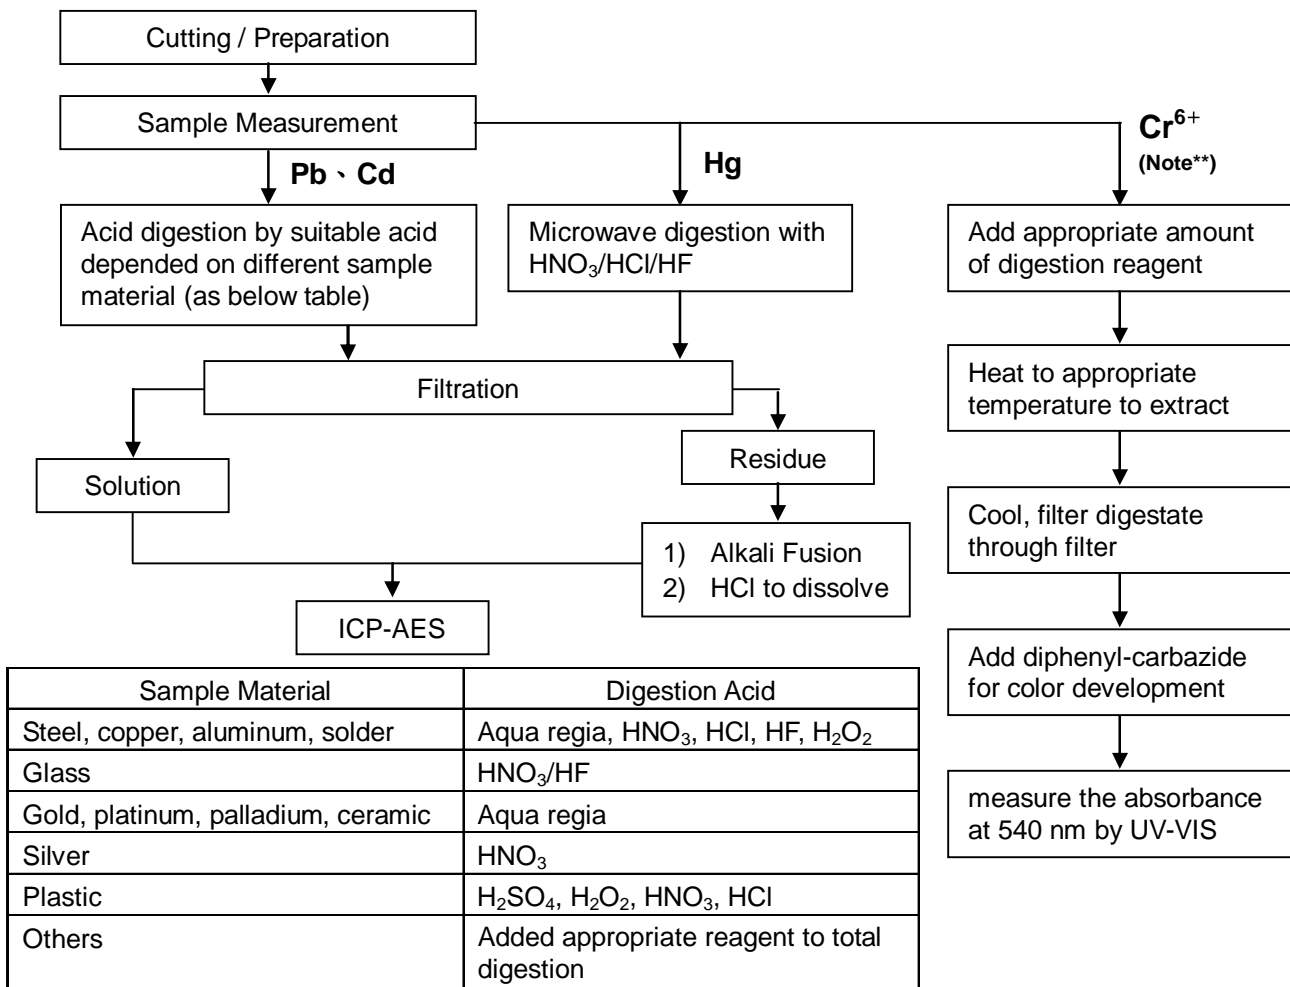 Cutting / Preparation
Sample Measurement
Pb、Cd
Hg
Cr⁶⁺
(Note**)
Acid digestion by suitable acid
depended on different sample
material (as below table)
Microwave digestion with
HNO₃/HCl/HF
Add appropriate amount
of digestion reagent
Filtration
Heat to appropriate
temperature to extract
Solution
Residue
1) Alkali Fusion
2) HCl to dissolve
Cool, filter digestate
through filter
ICP-AES
Add diphenyl-carbazide
for color development
measure the absorbance
at 540 nm by UV-VIS
Sample Material	Digestion Acid
Steel, copper, aluminum, solder	Aqua regia, HNO₃, HCl, HF, H₂O₂
Glass	HNO₃/HF
Gold, platinum, palladium, ceramic	Aqua regia
Silver	HNO₃
Plastic	H₂SO₄, H₂O₂, HNO₃, HCl
Others	Added appropriate reagent to total
digestion